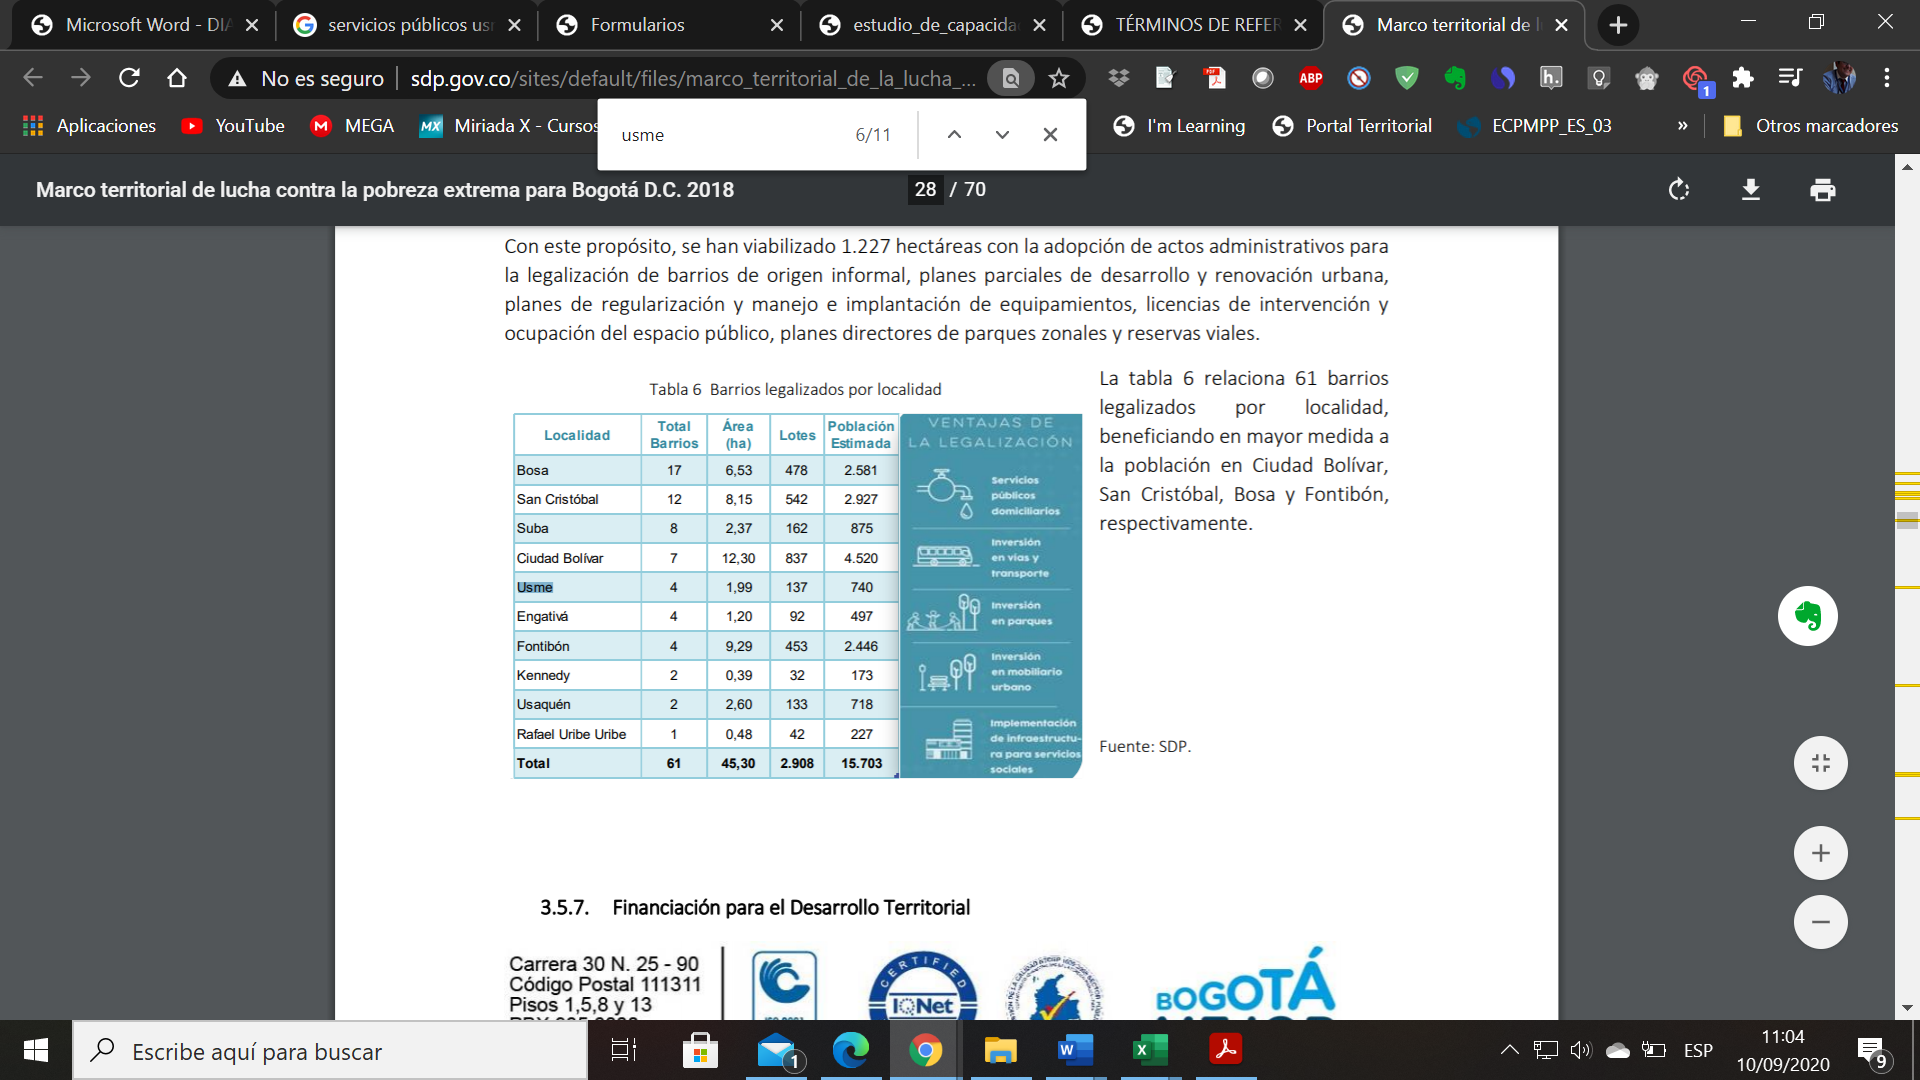 Microsoft Word - DIA
servicios públicos usm
Formularios
estudio_de_capacida
TÉRMINOS DE REFER
Marco territorial de l
No es seguro | sdp.gov.co/sites/default/files/marco_territorial_de_la_lucha_...
Aplicaciones
YouTube
MEGA
Miriada X - Cursos
I'm Learning
Portal Territorial
ECPMPP_ES_03
»
Otros marcadores
usme 6/11
Marco territorial de lucha contra la pobreza extrema para Bogotá D.C. 2018
28 / 70
Con este propósito, se han viabilizado 1.227 hectáreas con la adopción de actos administrativos para
la legalización de barrios de origen informal, planes parciales de desarrollo y renovación urbana,
planes de regularización y manejo e implantación de equipamientos, licencias de intervención y
ocupación del espacio público, planes directores de parques zonales y reservas viales.
Tabla 6 Barrios legalizados por localidad
Localidad Total Barrios Área (ha) Lotes Población Estimada
Bosa 17 6,53 478 2.581
San Cristóbal 12 8,15 542 2.927
Suba 8 2,37 162 875
Ciudad Bolívar 7 12,30 837 4.520
Usme 4 1,99 137 740
Engativá 4 1,20 92 497
Fontibón 4 9,29 453 2.446
Kennedy 2 0,39 32 173
Usaquén 2 2,60 133 718
Rafael Uribe Uribe 1 0,48 42 227
Total 61 45,30 2.908 15.703
VENTAJAS DE
LA LEGALIZACIÓN
Servicios
públicos
domiciliarios
Inversión
en vías y
transporte
Inversión
en parques
Inversión
en mobiliario
urbano
Implementación
de infraestructu-
ra para servicios
sociales
La tabla 6 relaciona 61 barrios
legalizados por localidad,
beneficiando en mayor medida a
la población en Ciudad Bolívar,
San Cristóbal, Bosa y Fontibón,
respectivamente.
Fuente: SDP.
3.5.7. Financiación para el Desarrollo Territorial
Carrera 30 N. 25 - 90
Código Postal 111311
Pisos 1,5,8 y 13
CERTIFIED
IQNet
BOGOTÁ
Escribe aquí para buscar
1
ESP
11:04
10/09/2020
9